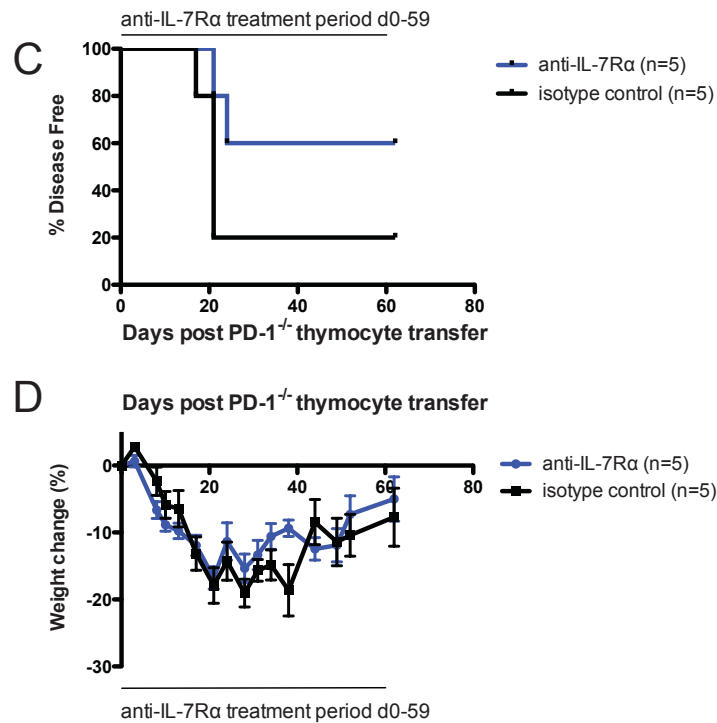 anti-IL-7Rα treatment period d0-59
C
anti-IL-7Rα (n=5)
isotype control (n=5)
% Disease Free
100
80
60
40
20
0
0 20 40 60 80
Days post PD-1-/- thymocyte transfer
D
Days post PD-1-/- thymocyte transfer
anti-IL-7Rα (n=5)
isotype control (n=5)
Weight change (%)
0
20 40 60 80
-10
-20
-30
anti-IL-7Rα treatment period d0-59